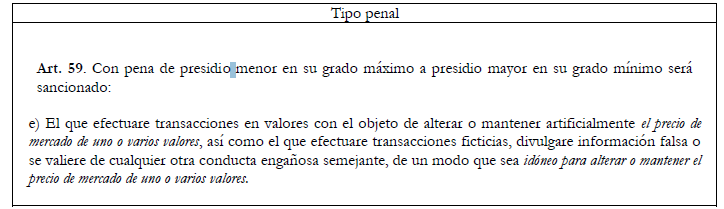 Tipo penal
Art. 59. Con pena de presidio menor en su grado máximo a presidio mayor en su grado mínimo será
sancionado:
e) El que efectuare transacciones en valores con el objeto de alterar o mantener artificialmente el precio de
mercado de uno o varios valores, así como el que efectuare transacciones ficticias, divulgare información falsa o
se valiere de cualquier otra conducta engañosa semejante, de un modo que sea idóneo para alterar o mantener el
precio de mercado de uno o varios valores.